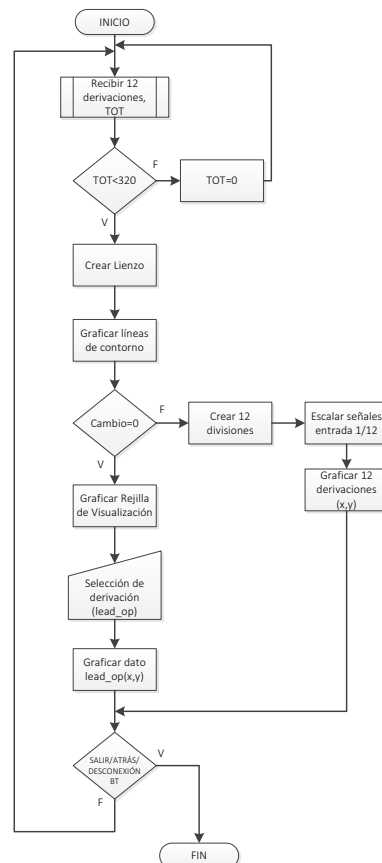 INICIO
Recibir 12
derivaciones,
TOT
TOT<320
F
TOT=0
V
Crear Lienzo
Graficar líneas
de contorno
Cambio=0
F
Crear 12
divisiones
Escalar señales
entrada 1/12
V
Graficar 12
derivaciones
(x,y)
Graficar Rejilla
de Visualización
Selección de
derivación
(lead_op)
Graficar dato
lead_op(x,y)
SALIR/ATRÁS/
DESCONEXIÓN
BT
V
F
FIN